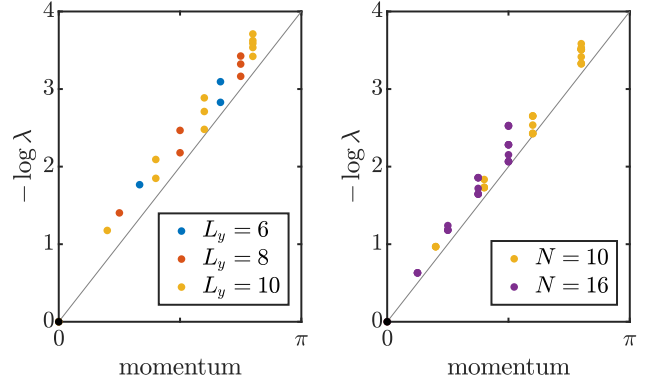 4
3
2
1
0
− log λ
0
π
momentum
L_y = 6
L_y = 8
L_y = 10
4
3
2
1
0
− log λ
0
π
momentum
N = 10
N = 16